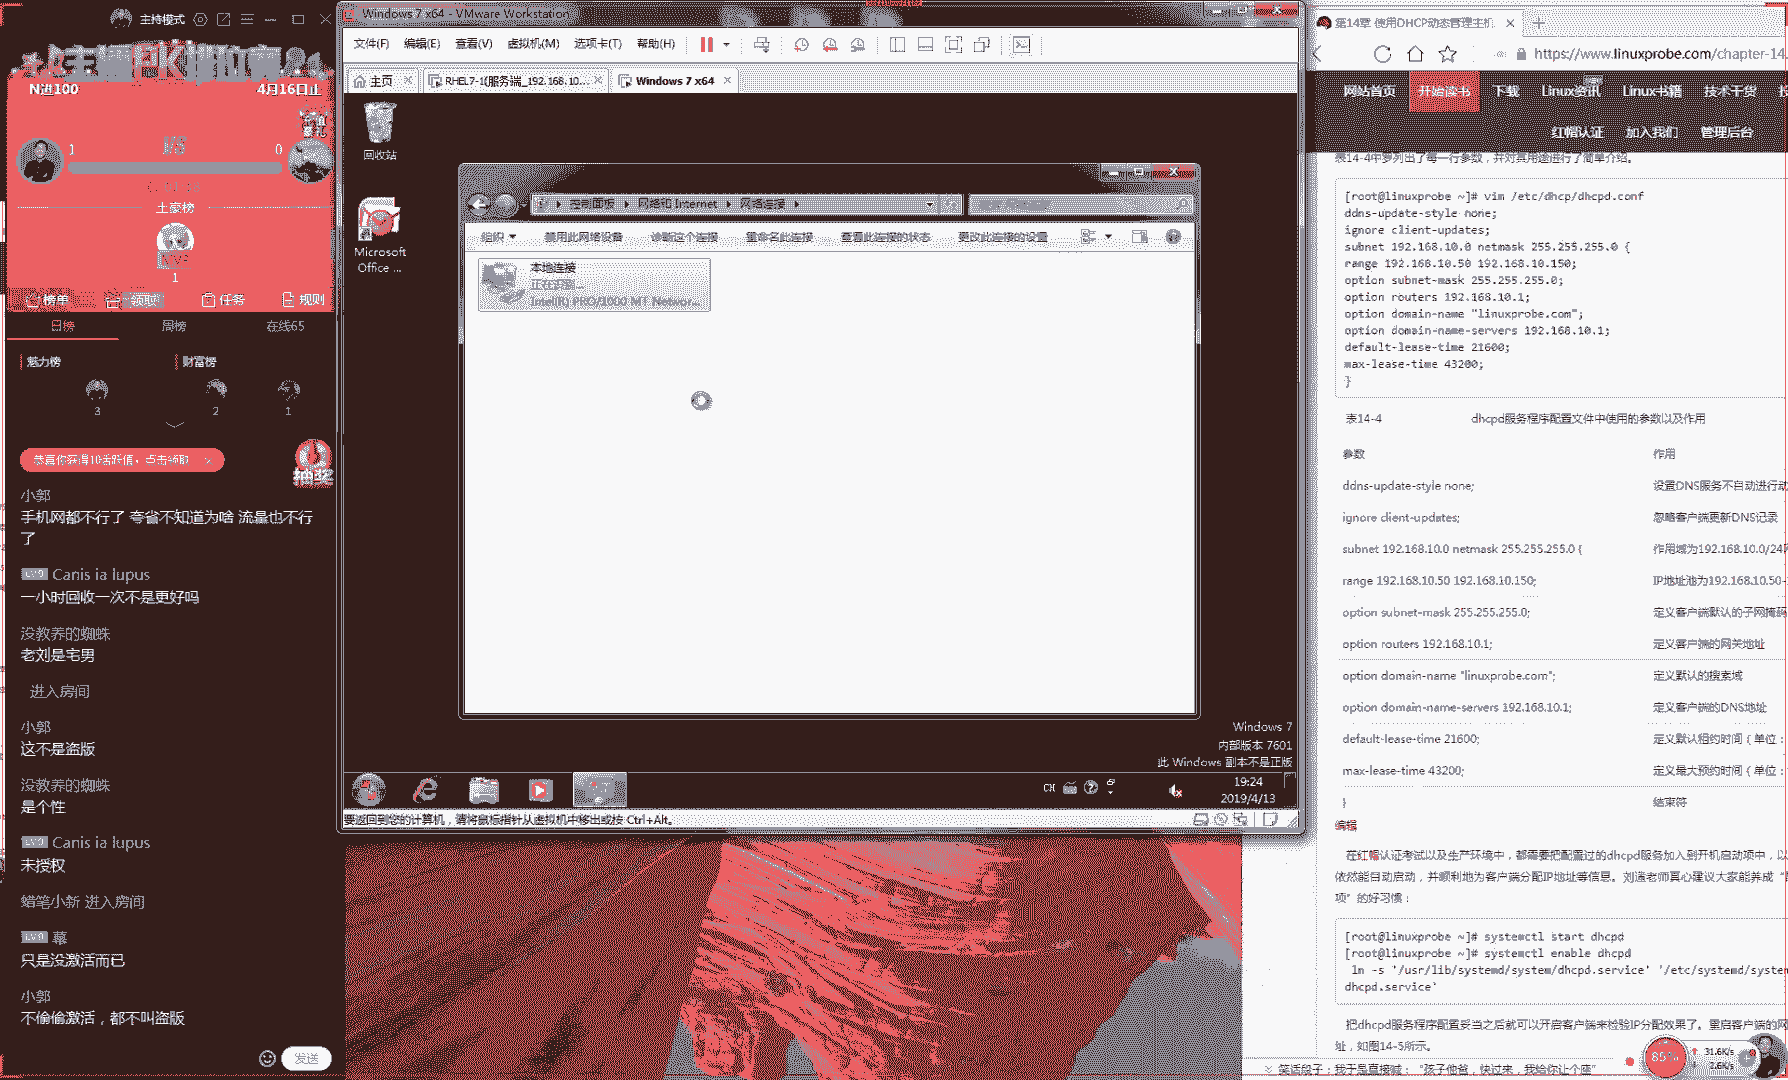 主持模式
N进100
4月16日止
1
0
土豪榜
1
榜单
领取
任务
规则
日榜
周榜
在线65
魅力榜
财富榜
3
2
1
恭喜你获得10活跃值，点击领取
抽奖
小郭
手机网都不行了 夸省不知道为啥 流量也不行
了
Canis ia lupus
一小时回收一次不是更好吗
没教养的蜘蛛
老刘是宅男
进入房间
小郭
这不是盗版
没教养的蜘蛛
是个性
Canis ia lupus
未授权
蜡笔小新 进入房间
幕
只是没激活而已
小郭
不偷偷激活，都不叫盗版
发送
Windows 7 x64 - VMware Workstation
文件(F) 编辑(E) 查看(V) 虚拟机(M) 选项卡(T) 帮助(H)
主页
RHEL7-1(服务端_192.168.10...
Windows 7 x64
回收站
Microsoft
Office ...
控制面板
网络和 Internet
网络连接
组织
禁用此网络设备
诊断这个连接
重命名此连接
查看此连接的状态
更改此连接的设置
本地连接
Intel(R) PRO/1000 MT Networ...
Windows 7
内部版本 7601
此 Windows 副本不是正版
CH
19:24
2019/4/13
要返回到您的计算机，请将鼠标指针从虚拟机中移出或按 Ctrl+Alt。
第14章 使用DHCP动态管理主机
https://www.linuxprobe.com/chapter-14.
网站首页
开始读书
下载
Linux资讯
Linux书籍
技术干货
红帽认证
加入我们
管理后台
表14-4中罗列出了每一行参数，并对其用途进行了简单介绍。
[root@linuxprobe ~]# vim /etc/dhcp/dhcpd.conf
ddns-update-style none;
ignore client-updates;
subnet 192.168.10.0 netmask 255.255.255.0 {
range 192.168.10.50 192.168.10.150;
option subnet-mask 255.255.255.0;
option routers 192.168.10.1;
option domain-name "linuxprobe.com";
option domain-name-servers 192.168.10.1;
default-lease-time 21600;
max-lease-time 43200;
}
表14-4 dhcpd服务程序配置文件中使用的参数以及作用
参数 作用
ddns-update-style none; 设置DNS服务不自动进行动
ignore client-updates; 忽略客户端更新DNS记录
subnet 192.168.10.0 netmask 255.255.255.0 { 作用域为192.168.10.0/24
range 192.168.10.50 192.168.10.150; IP地址池为192.168.10.50-
option subnet-mask 255.255.255.0; 定义客户端默认的子网掩码
option routers 192.168.10.1; 定义客户端的网关地址
option domain-name "linuxprobe.com"; 定义默认的搜索域
option domain-name-servers 192.168.10.1; 定义客户端的DNS地址
default-lease-time 21600; 定义默认租约时间（单位：
max-lease-time 43200; 定义最大预约时间（单位：
} 结束符
编辑
在红帽认证考试以及生产环境中，都需要把配置过的dhcpd服务加入到开机启动项中，以
依然能自动启动，并顺利地为客户端分配IP地址等信息。刘遄老师真心建议大家能养成“
项”的好习惯：
[root@linuxprobe ~]# systemctl start dhcpd
[root@linuxprobe ~]# systemctl enable dhcpd
ln -s '/usr/lib/systemd/system/dhcpd.service' '/etc/systemd/system
dhcpd.service'
把dhcpd服务程序配置妥当之后就可以开启客户端来检验IP分配效果了。重启客户端的网
址，如图14-5所示。
85%
31.6K/s
2.6K/s
笑话段子：我于是直接喊：“孩子他爸，快过来，我给你让个座”